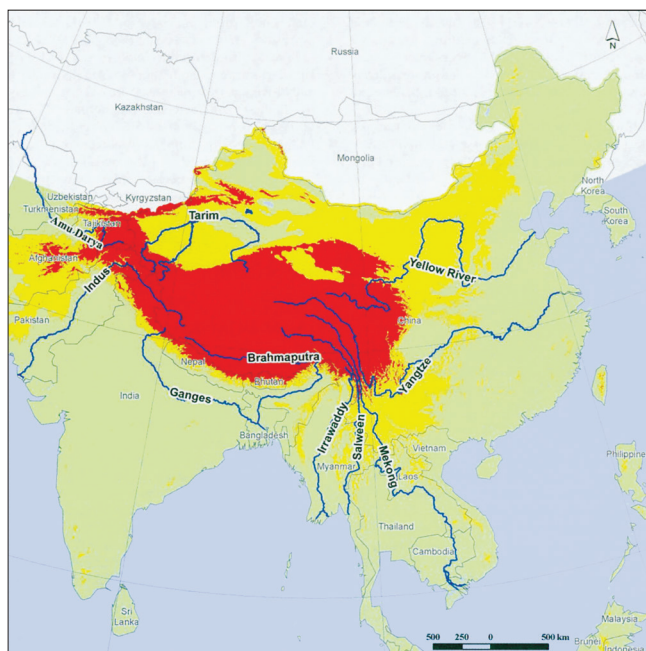 Russia
N
Kazakhstan
Mongolia
Uzbekistan
Kyrgyzstan
Turkmenistan
Tarim
Tajikistan
Amu-Darya
North
Korea
South
Korea
Afghanistan
Indus
Yellow River
Pakistan
China
Nepal
Brahmaputra
Yangtze
Bhutan
India
Ganges
Bangladesh
Irrawaddy
Salween
Mekong
Myanmar
Vietnam
Laos
Philippine
Thailand
Cambodia
Sri
Lanka
Malaysia
Brunei
Indonesia
500 250 0 500 km